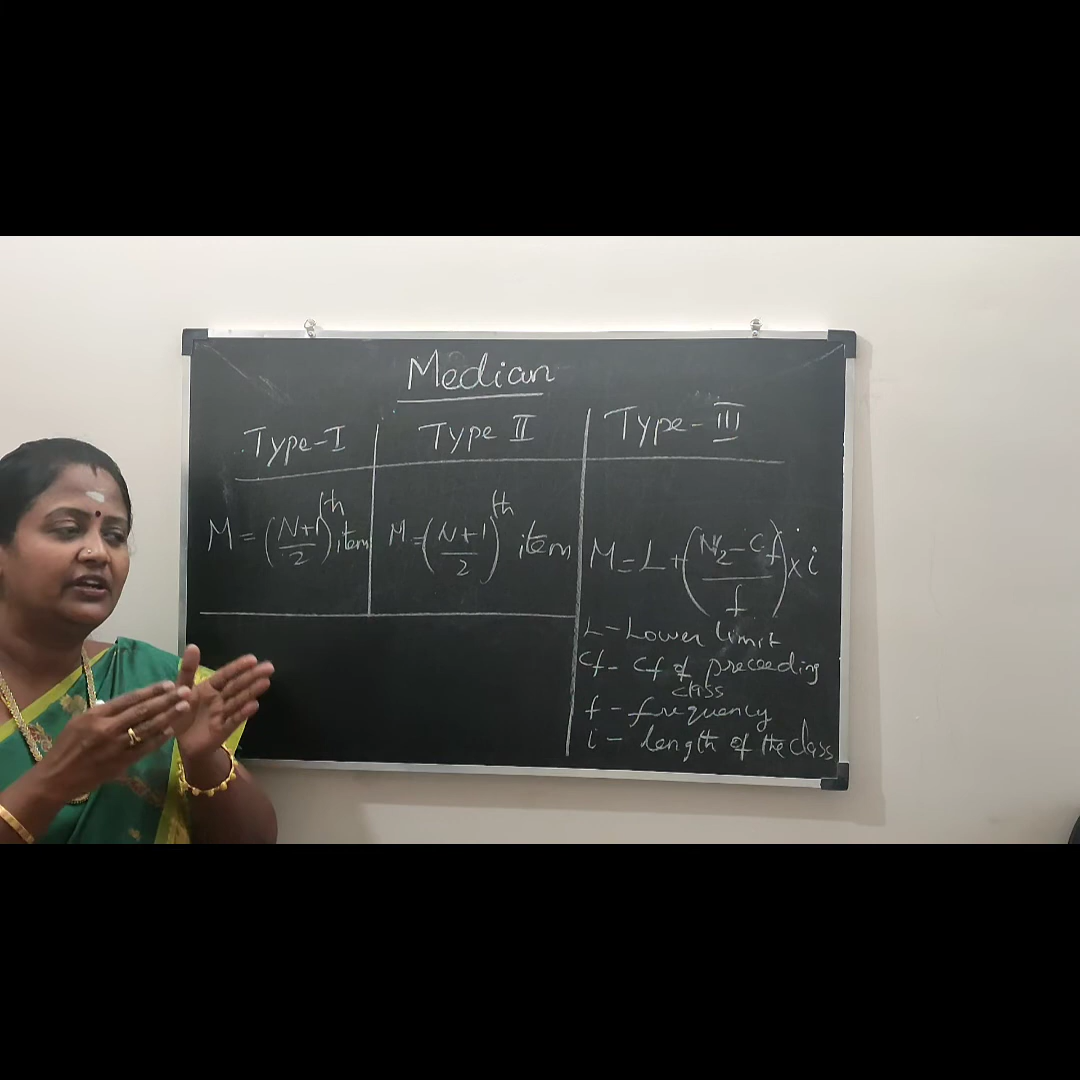 Median
Type-I
Type II
Type-III
M = (N+1/2)th item
M = (N+1/2)th item
M = L + (N/2 - Cf / f) x i
L - Lower limit
Cf - Cf of preceeding
class
f - frequency
i - length of the class